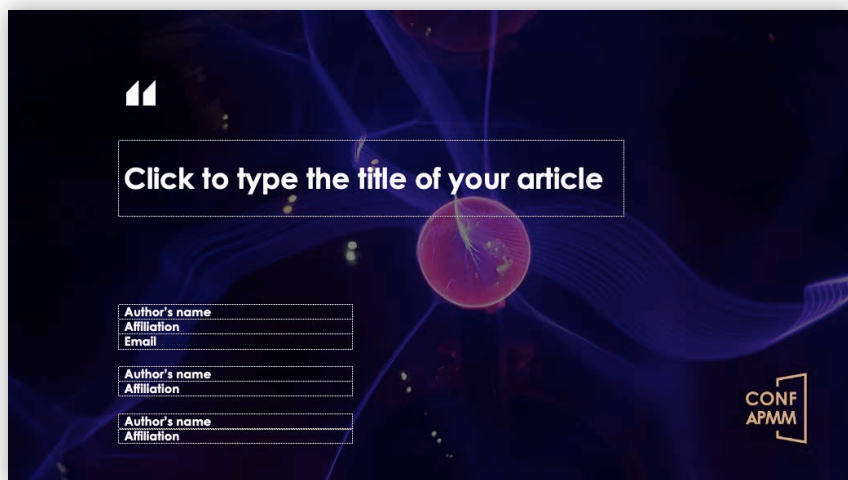 “
Click to type the title of your article
Author's name
Affiliation
Email
Author's name
Affiliation
Author's name
Affiliation
CONF
APMM